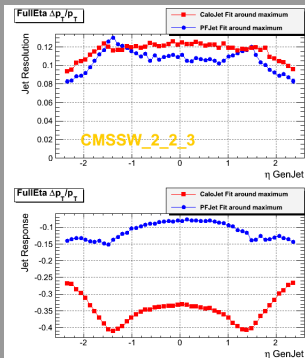 FullEta Δp_T/p_T
CaloJet Fit around maximum
PFJet Fit around maximum
Jet Resolution
0.12
0.1
0.08
0.06
0.04
0.02
0
CMSSW_2_2_3
-2 -1 0 1 2
η GenJet
FullEta Δp_T/p_T
CaloJet Fit around maximum
PFJet Fit around maximum
Jet Response
-0.1
-0.15
-0.2
-0.25
-0.3
-0.35
-0.4
-2 -1 0 1 2
η GenJet